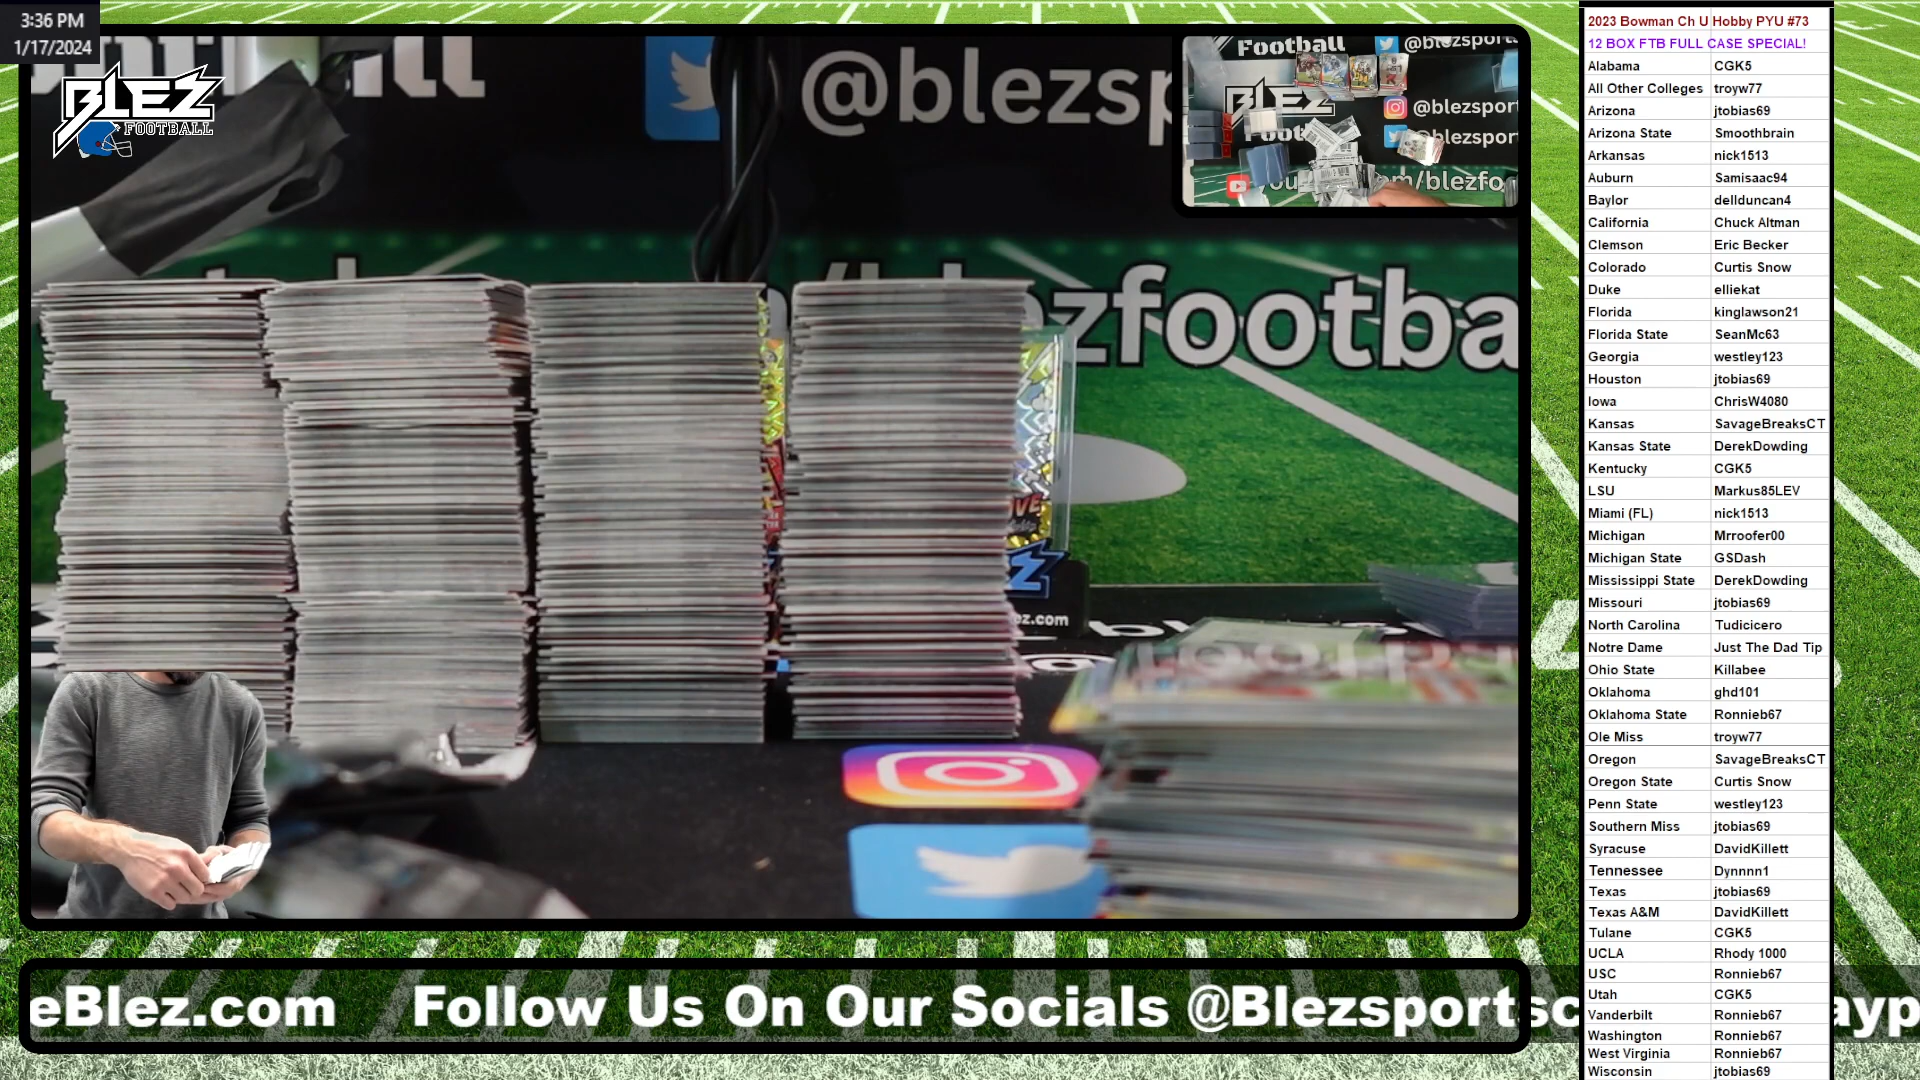 3:36 PM
1/17/2024
BLEZ
FOOTBALL
@blezsp
zfootba
ez.com
Football
@blezsport
BLEZ
@blezsport
@blezsport
m/blezfo
eBlez.com Follow Us On Our Socials @Blezsportsc
2023 Bowman Ch U Hobby PYU #73
12 BOX FTB FULL CASE SPECIAL!
Alabama CGK5
All Other Colleges troyw77
Arizona jtobias69
Arizona State Smoothbrain
Arkansas nick1513
Auburn Samisaac94
Baylor dellduncan4
California Chuck Altman
Clemson Eric Becker
Colorado Curtis Snow
Duke elliekat
Florida kinglawson21
Florida State SeanMc63
Georgia westley123
Houston jtobias69
Iowa ChrisW4080
Kansas SavageBreaksCT
Kansas State DerekDowding
Kentucky CGK5
LSU Markus85LEV
Miami (FL) nick1513
Michigan Mrroofer00
Michigan State GSDash
Mississippi State DerekDowding
Missouri jtobias69
North Carolina Tudicicero
Notre Dame Just The Dad Tip
Ohio State Killabee
Oklahoma ghd101
Oklahoma State Ronnieb67
Ole Miss troyw77
Oregon SavageBreaksCT
Oregon State Curtis Snow
Penn State westley123
Southern Miss jtobias69
Syracuse DavidKillett
Tennessee Dynnnn1
Texas jtobias69
Texas A&M DavidKillett
Tulane CGK5
UCLA Rhody 1000
USC Ronnieb67
Utah CGK5
Vanderbilt Ronnieb67
Washington Ronnieb67
West Virginia Ronnieb67
Wisconsin jtobias69